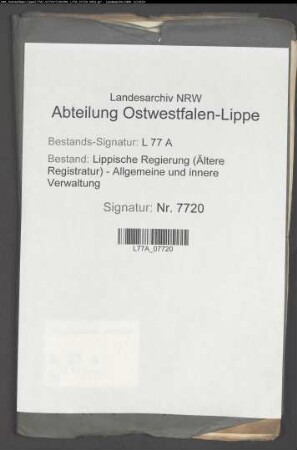 Landesarchiv NRW
Abteilung Ostwestfalen-Lippe
Bestands-Signatur: L 77 A
Bestand: Lippische Regierung (Ältere
Registratur) - Allgemeine und innere
Verwaltung
Signatur: Nr. 7720
L77A_07720